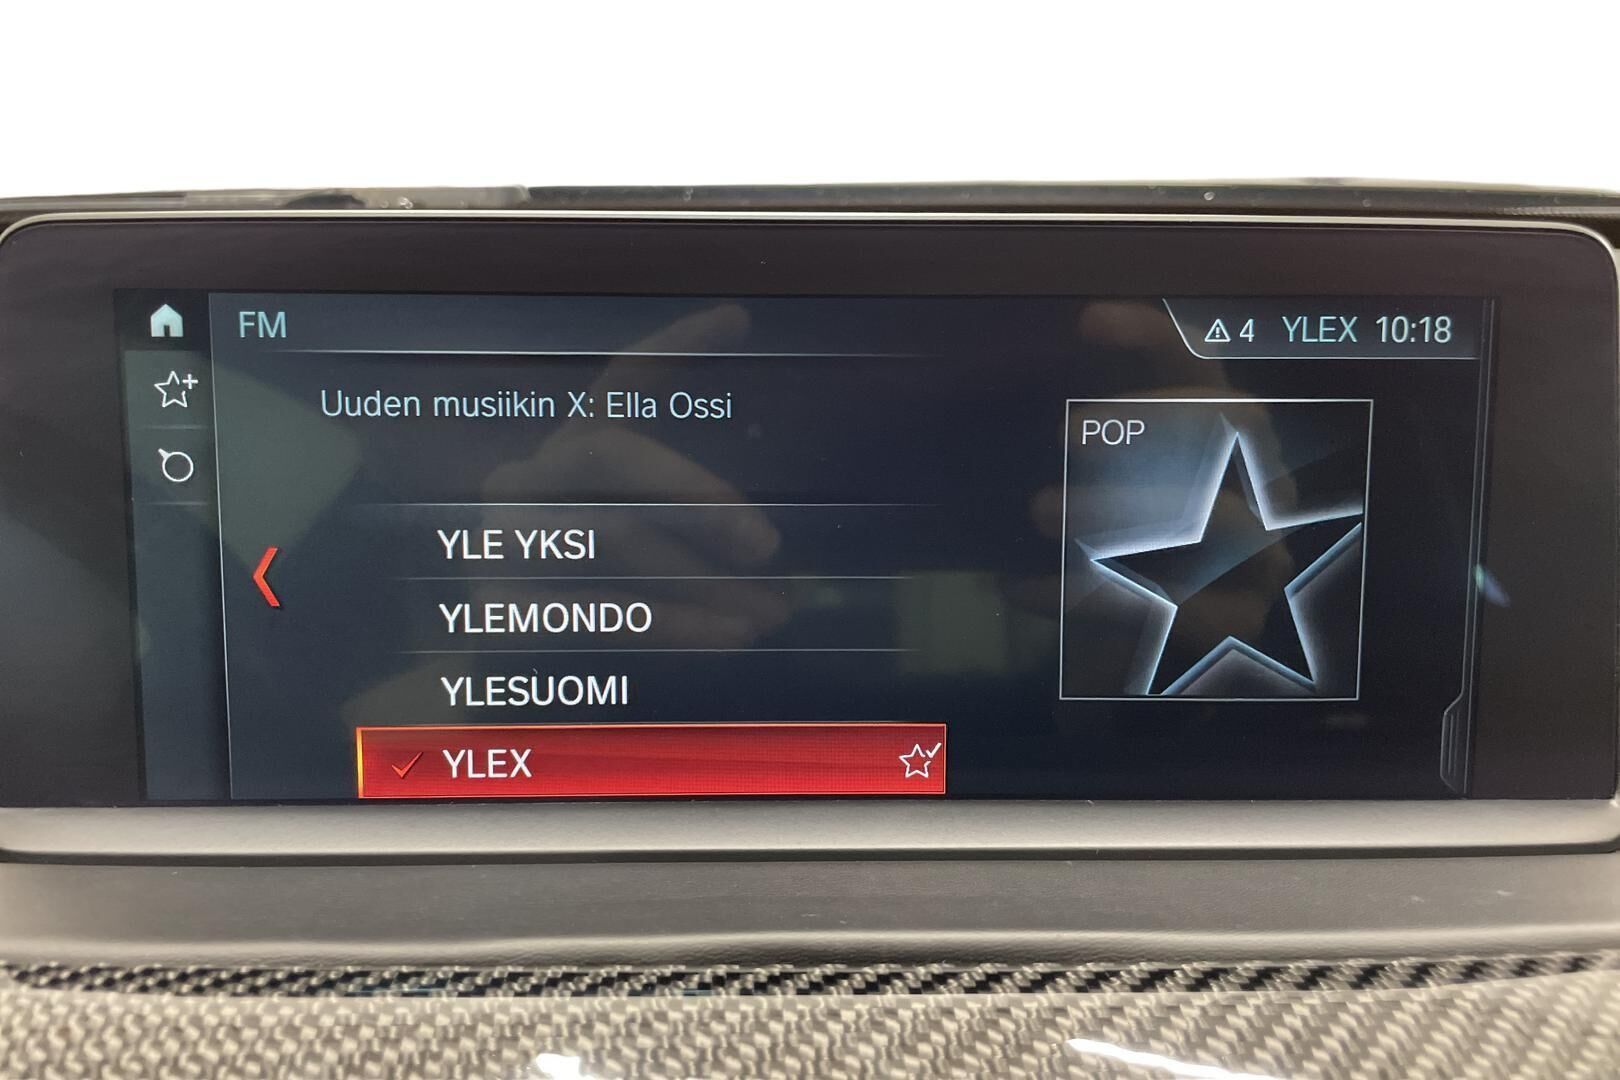 FM
4 YLEX 10:18
Uuden musiikin X: Ella Ossi
POP
YLE YKSI
YLEMONDO
YLESUOMI
YLEX